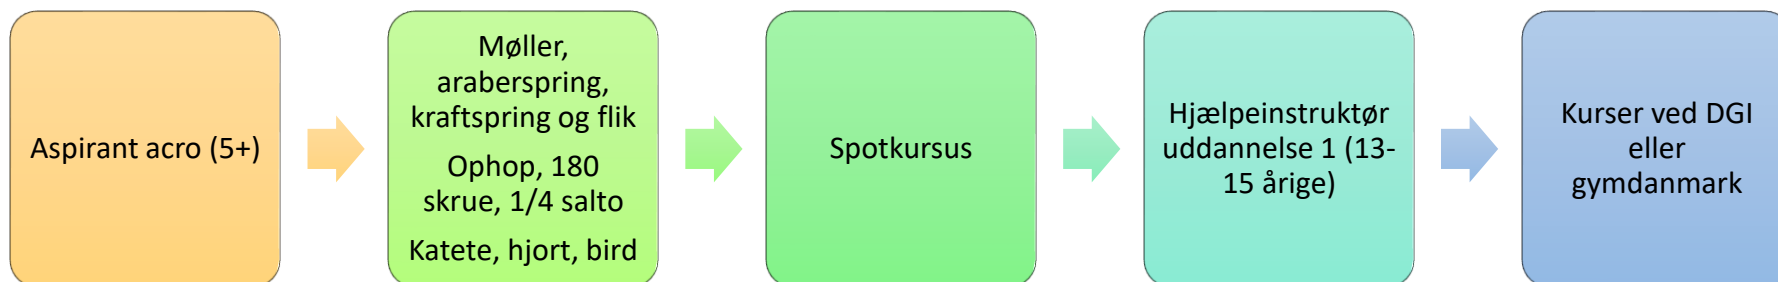 Aspirant acro (5+)
Møller,
araberspring,
kraftspring og flik
Ophop, 180
skrue, 1/4 salto
Katete, hjort, bird
Spotkursus
Hjælpeinstruktør
uddannelse 1 (13-
15 årige)
Kurser ved DGI
eller
gymdanmark